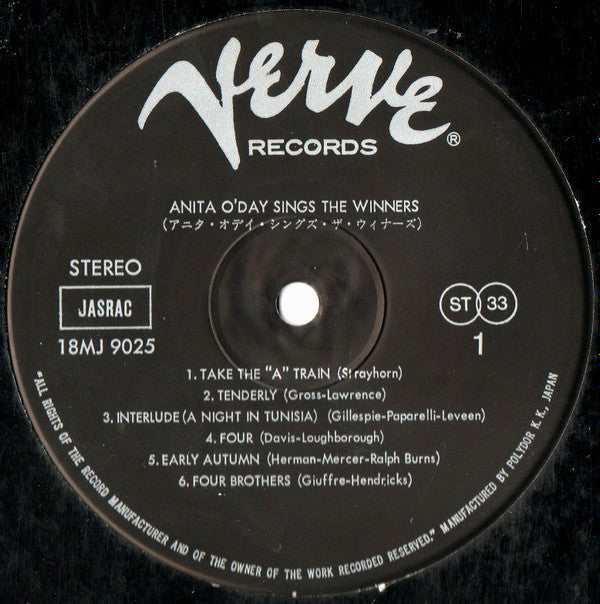 Verve
RECORDS
®
ANITA O'DAY SINGS THE WINNERS
(アニタ・オデイ・シングズ・ザ・ウィナーズ)
STEREO
JASRAC
18MJ 9025
ST 33
1
1. TAKE THE "A" TRAIN (Strayhorn)
2. TENDERLY (Gross-Lawrence)
3. INTERLUDE (A NIGHT IN TUNISIA) (Gillespie-Paparelli-Leveen)
4. FOUR (Davis-Loughborough)
5. EARLY AUTUMN (Herman-Mercer-Ralph Burns)
6. FOUR BROTHERS (Giuffre-Hendricks)
"ALL RIGHTS OF THE RECORD MANUFACTURER AND OF THE OWNER OF THE WORK RECORDED RESERVED." MANUFACTURED BY POLYDOR K. K., JAPAN